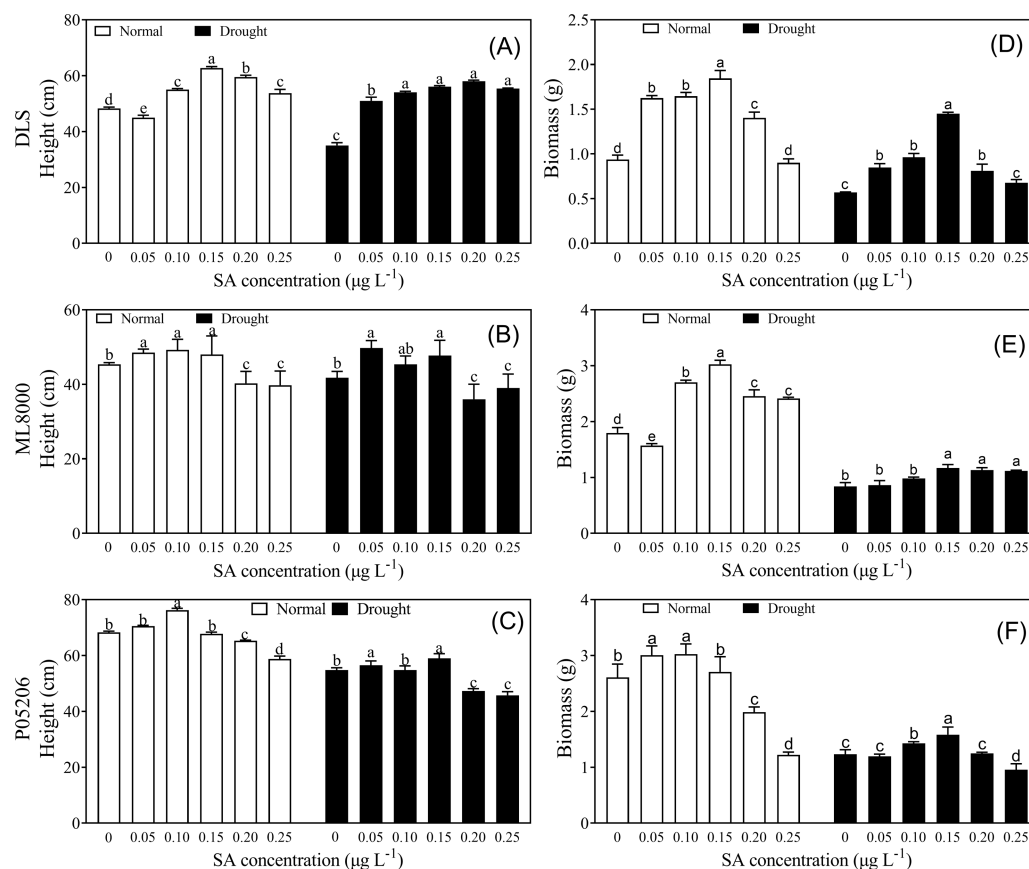 DLS
Height (cm)
80
60
40
20
0
Normal
Drought
(A)
d
e
c
a
b
c
c
b
a
a
a
a
0 0.05 0.10 0.15 0.20 0.25 0 0.05 0.10 0.15 0.20 0.25
SA concentration (μg L⁻¹)
Biomass (g)
2.5
2.0
1.5
1.0
0.5
0.0
Normal
Drought
(D)
d
b
b
a
c
d
c
b
b
a
b
c
0 0.05 0.10 0.15 0.20 0.25 0 0.05 0.10 0.15 0.20 0.25
SA concentration (μg L⁻¹)
ML8000
Height (cm)
60
40
20
0
Normal
Drought
(B)
b
a
a
a
c
c
b
a
ab
a
c
c
0 0.05 0.10 0.15 0.20 0.25 0 0.05 0.10 0.15 0.20 0.25
SA concentration (μg L⁻¹)
Biomass (g)
4
3
2
1
0
Normal
Drought
(E)
d
e
b
a
c
c
b
b
b
a
a
a
0 0.05 0.10 0.15 0.20 0.25 0 0.05 0.10 0.15 0.20 0.25
SA concentration (μg L⁻¹)
P05206
Height (cm)
80
60
40
20
0
Normal
Drought
(C)
b
b
a
b
c
d
b
a
b
a
c
c
0 0.05 0.10 0.15 0.20 0.25 0 0.05 0.10 0.15 0.20 0.25
SA concentration (μg L⁻¹)
Biomass (g)
4
3
2
1
0
Normal
Drought
(F)
b
a
a
b
c
d
c
c
b
a
c
d
0 0.05 0.10 0.15 0.20 0.25 0 0.05 0.10 0.15 0.20 0.25
SA concentration (μg L⁻¹)